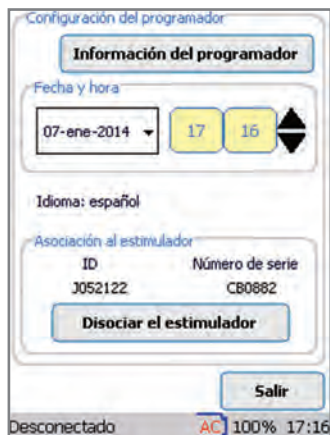 Configuración del programador
Información del programador
Fecha y hora
07-ene-2014 17 16
Idioma: español
Asociación al estimulador
ID Número de serie
J052122 CB0882
Disociar el estimulador
Salir
Desconectado AC 100% 17:16